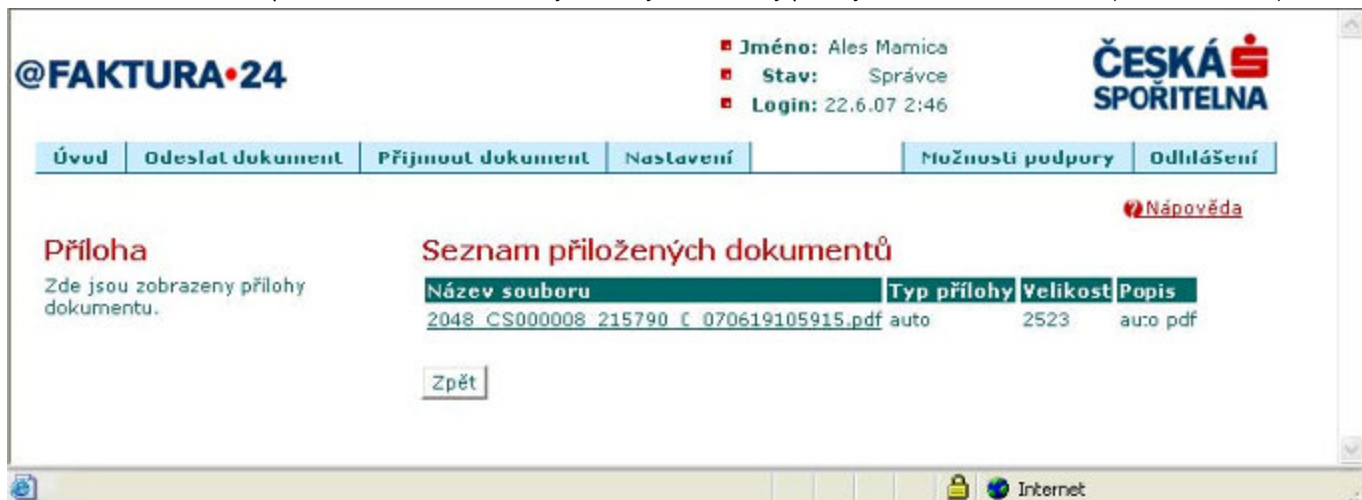 Jméno: Ales Mamica
@FAKTURA•24
ČESKÁ
SPOŘITELNA
Stav: Správce
Login: 22.6.07 2:46
Úvod Odeslat dokument Přijmout dokument Nastavení Možnosti podpory Odhlášení
Nápověda
Příloha
Zde jsou zobrazeny přílohy
dokumentu.
Seznam přiložených dokumentů
Název souboru Typ přílohy Velikost Popis
2048_CS000008_215790_C_070619105915.pdf auto 2523 auto pdf
Zpět
Internet